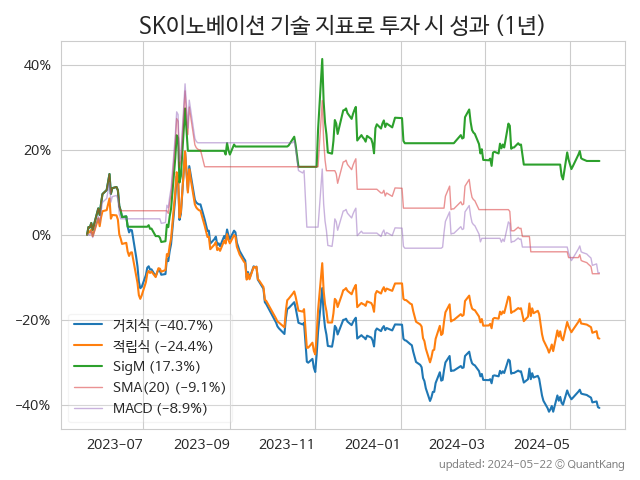 SK이노베이션 기술 지표로 투자 시 성과 (1년)
40%
20%
0%
−20%
−40%
거치식 (−40.7%)
적립식 (−24.4%)
SigM (17.3%)
SMA(20) (−9.1%)
MACD (−8.9%)
2023-07
2023-09
2023-11
2024-01
2024-03
2024-05
updated: 2024-05-22 © QuantKang